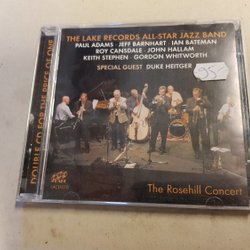 THE LAKE RECORDS ALL-STAR JAZZ BAND
PAUL ADAMS · JEFF BARNHART · IAN BATEMAN
ROY CANSDALE · JOHN HALLAM
KEITH STEPHEN · GORDON WHITWORTH
SPECIAL GUEST DUKE HEITGER
DOUBLE CD FOR THE PRICE OF ONE
The Rosehill Concert